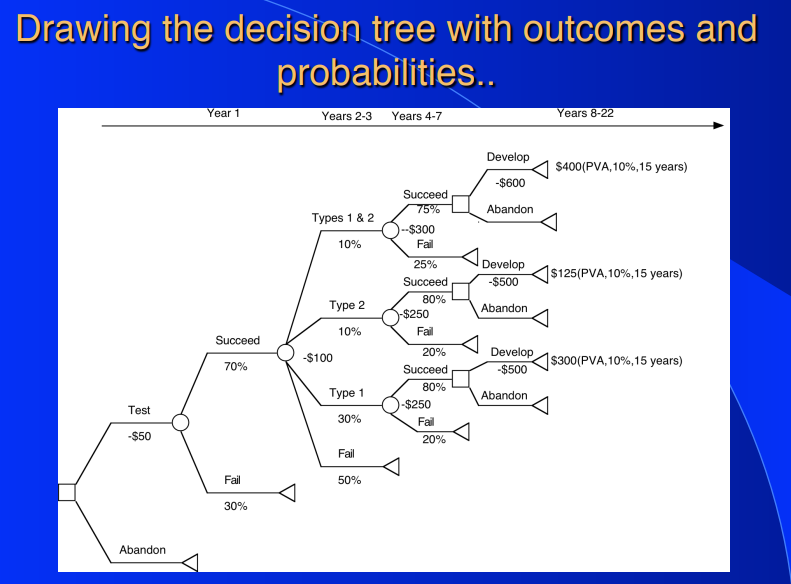 Drawing the decision tree with outcomes and
probabilities..
Year 1
Years 2-3
Years 4-7
Years 8-22
Develop
$400(PVA,10%,15 years)
-$600
Succeed
75%
Abandon
Types 1 & 2
--$300
10%
Fail
25%
Develop
$125(PVA,10%,15 years)
-$500
Succeed
80%
Abandon
Type 2
-$250
10%
Fail
20%
Succeed
70%
-$100
Develop
$300(PVA,10%,15 years)
-$500
Succeed
80%
Abandon
Type 1
-$250
30%
Fail
20%
Test
-$50
Fail
50%
Fail
30%
Abandon